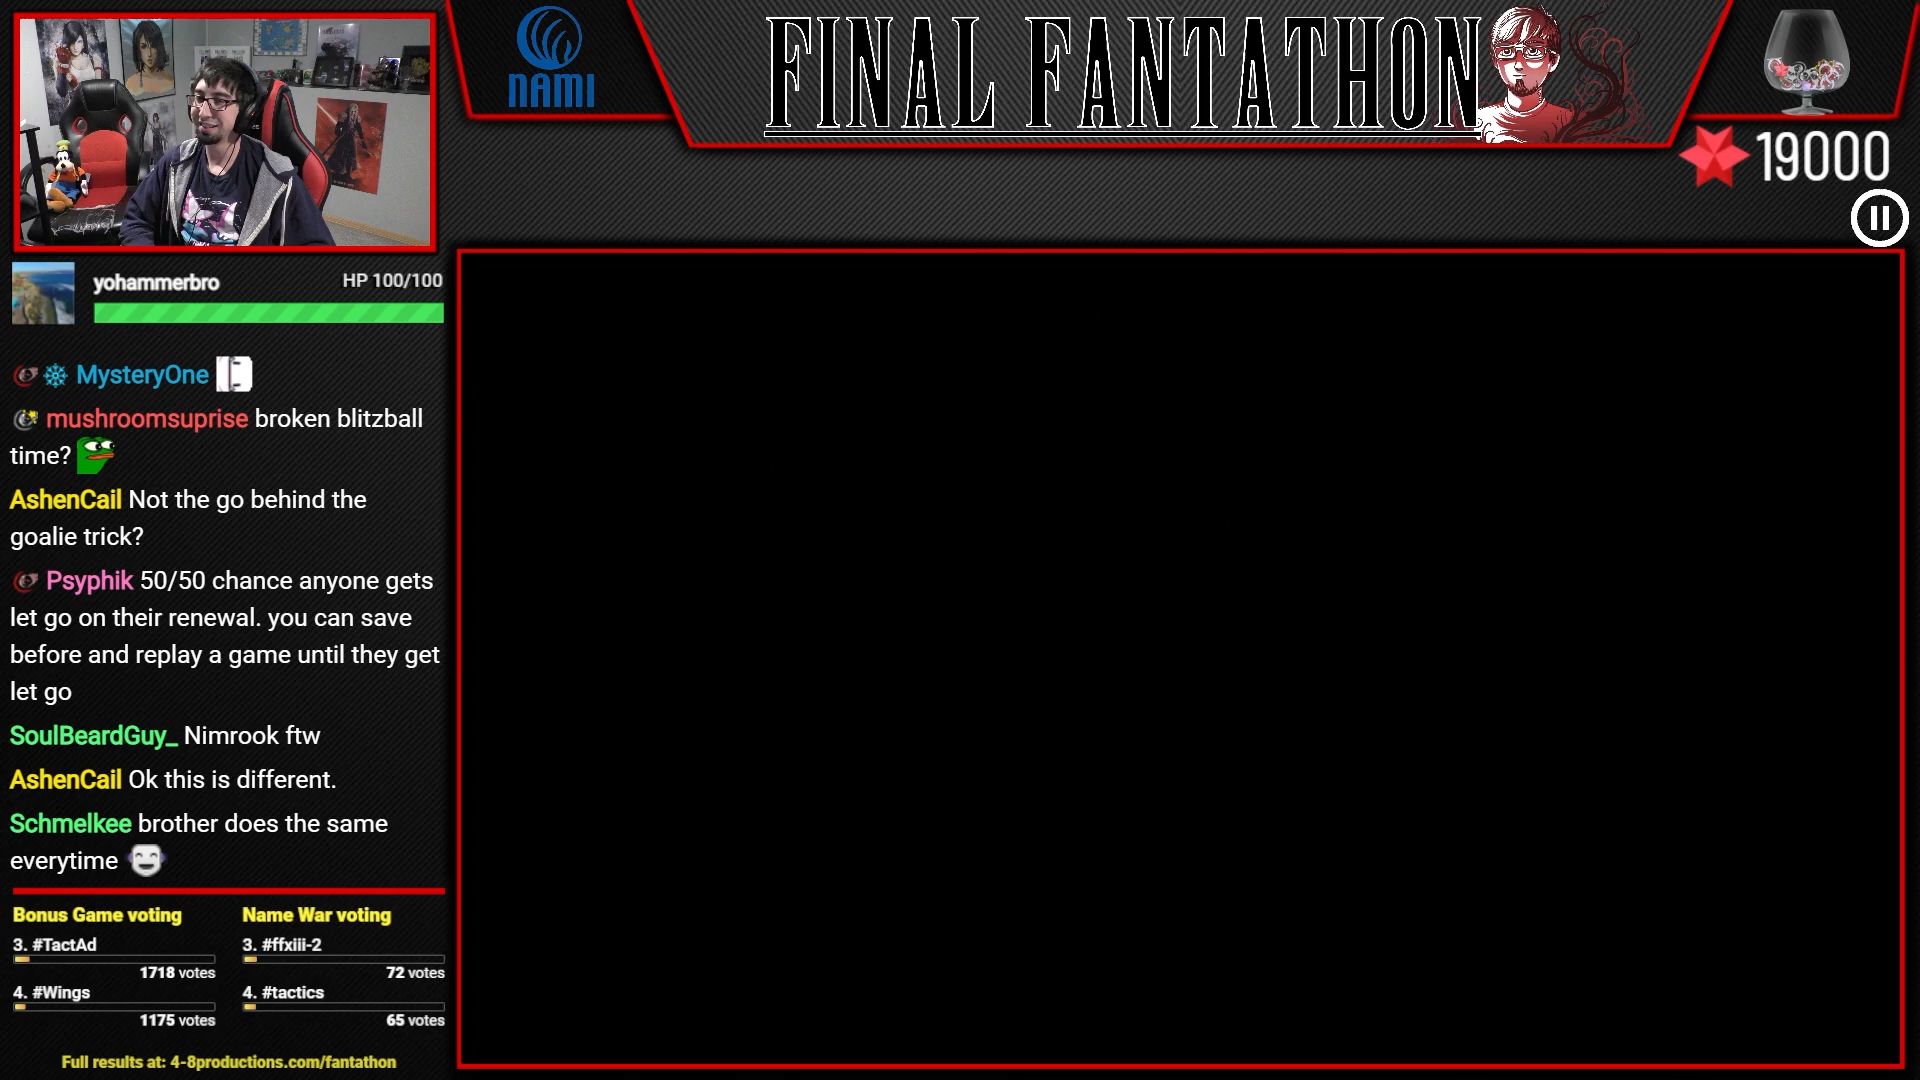 NAMI
FINAL FANTATHON
19000
yohammerbro
HP 100/100
MysteryOne
mushroomsuprise broken blitzball
time?
AshenCail Not the go behind the
goalie trick?
Psyphik 50/50 chance anyone gets
let go on their renewal. you can save
before and replay a game until they get
let go
SoulBeardGuy_ Nimrook ftw
AshenCail Ok this is different.
Schmelkee brother does the same
everytime
Bonus Game voting
3. #TactAd
1718 votes
4. #Wings
1175 votes
Name War voting
3. #ffxiii-2
72 votes
4. #tactics
65 votes
Full results at: 4-8productions.com/fantathon